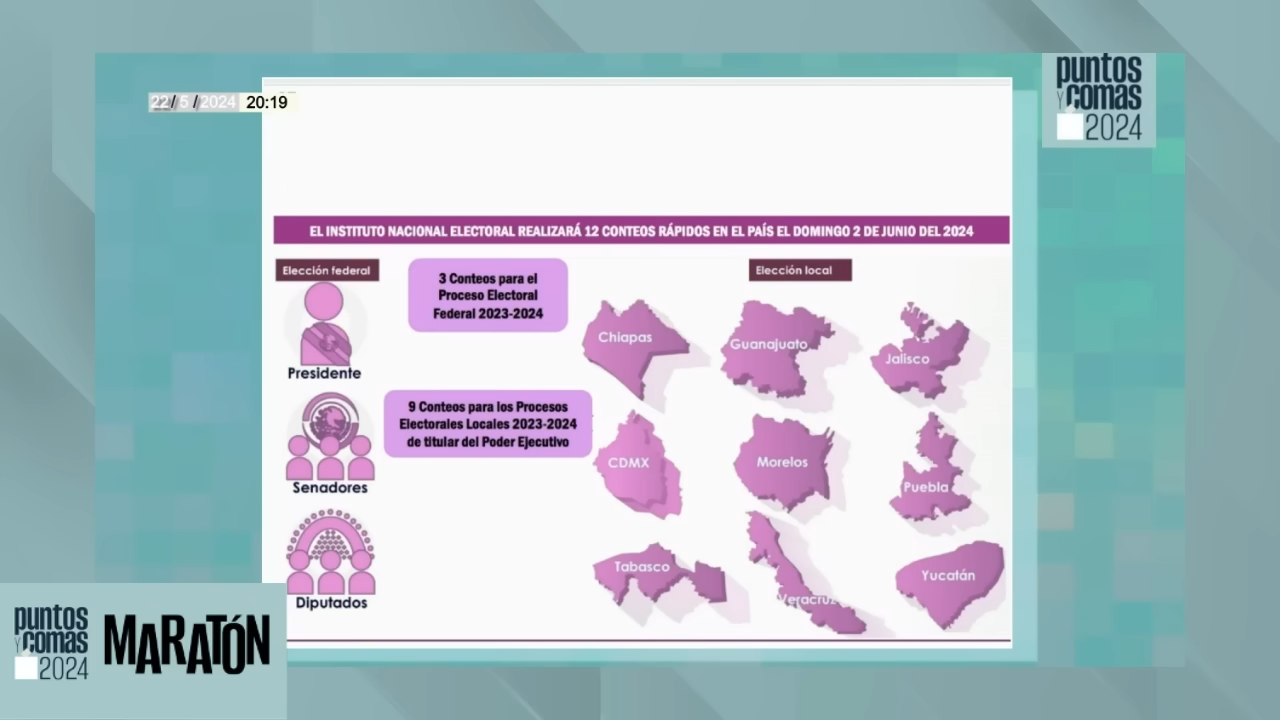 22/ 5 / 2024 20:19
puntos
Y comas
2024
EL INSTITUTO NACIONAL ELECTORAL REALIZARÁ 12 CONTEOS RÁPIDOS EN EL PAÍS EL DOMINGO 2 DE JUNIO DEL 2024
Elección federal
3 Conteos para el
Proceso Electoral
Federal 2023-2024
Elección local
Presidente
Chiapas
Guanajuato
Jalisco
9 Conteos para los Procesos
Electorales Locales 2023-2024
de titular del Poder Ejecutivo
Senadores
CDMX
Morelos
Puebla
Diputados
Tabasco
Veracruz
Yucatán
puntos
Y comas
2024
MARATÓN